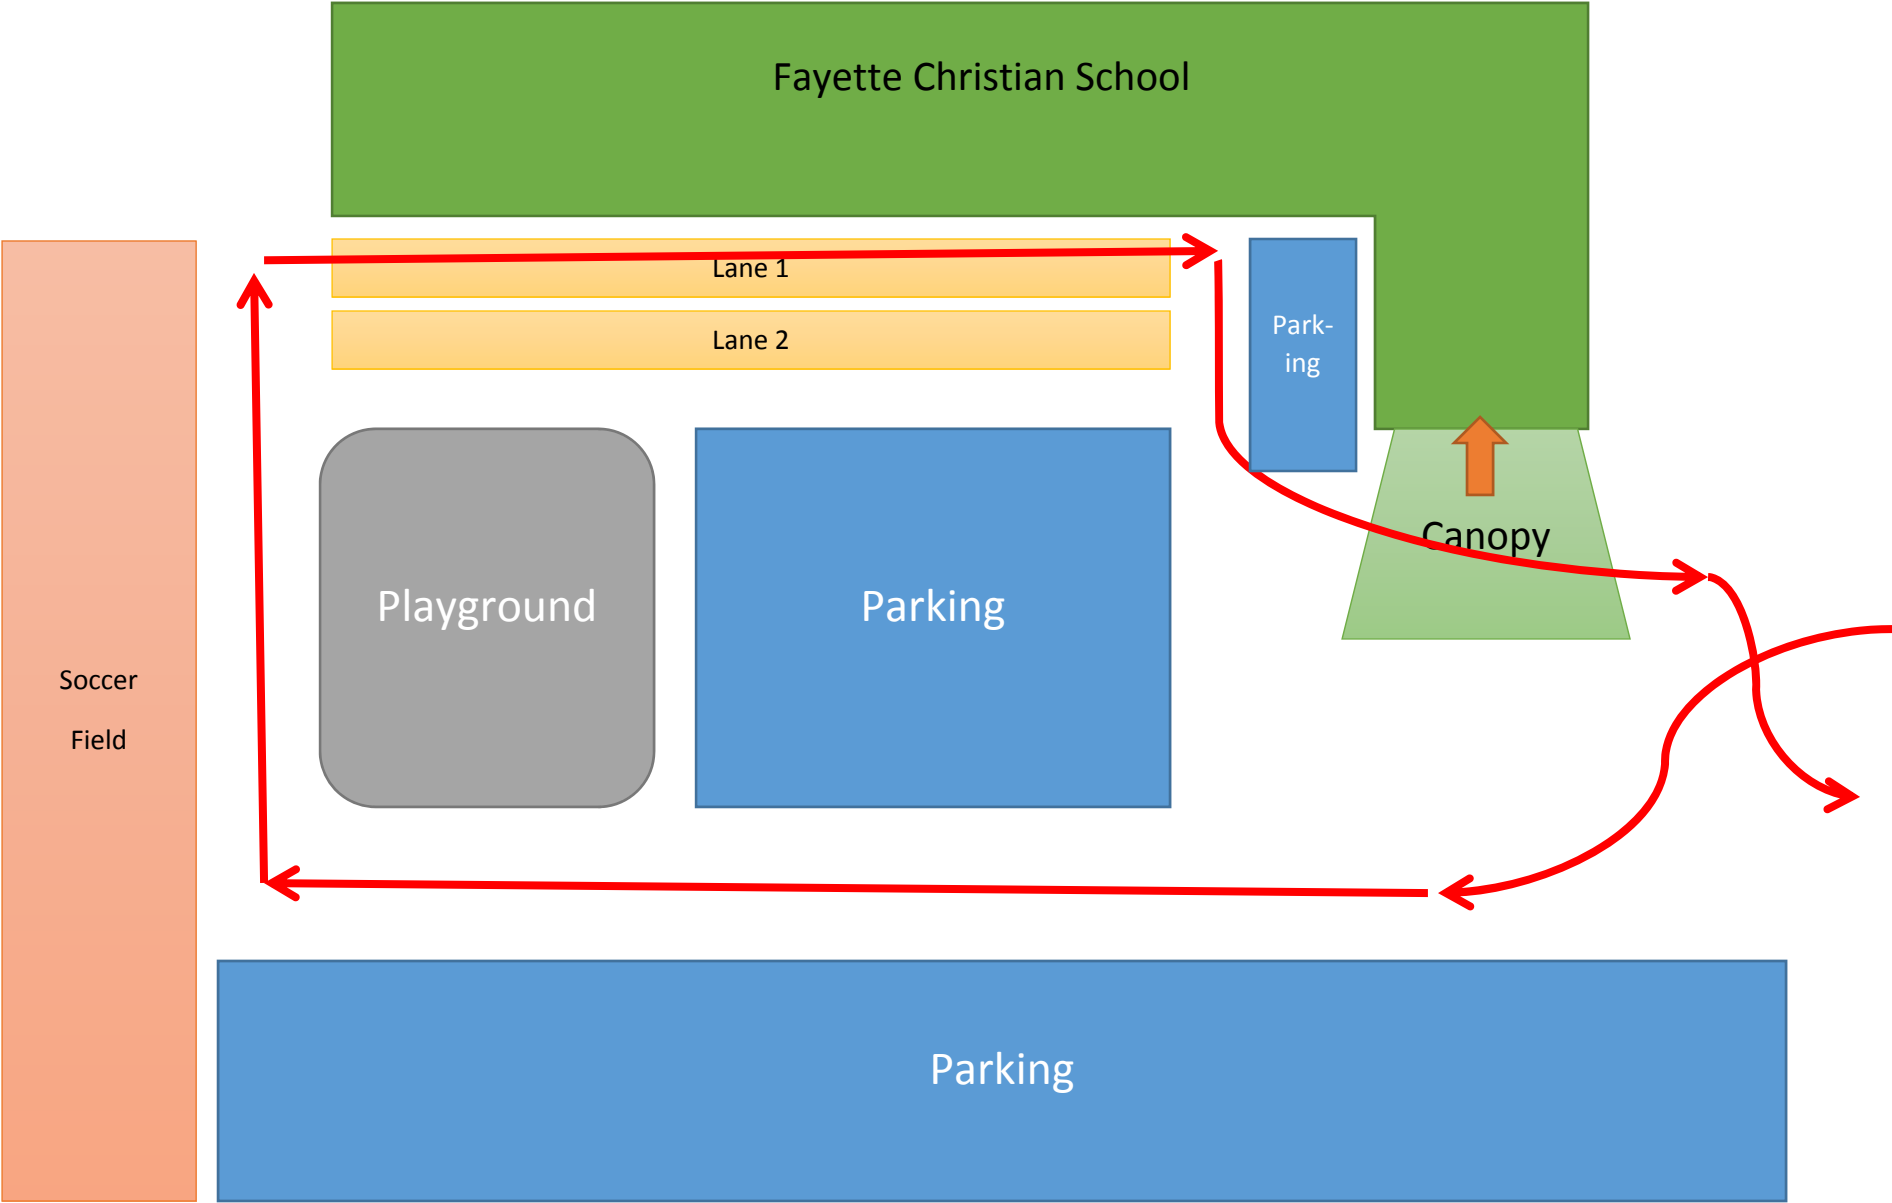 Fayette Christian School
Lane 1
Lane 2
Park-
ing
Canopy
Playground
Parking
Soccer
Field
Parking